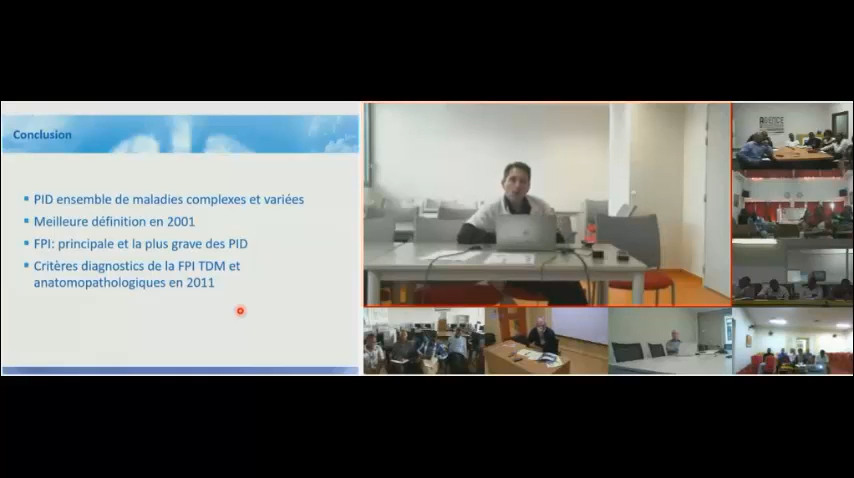 Conclusion
PID ensemble de maladies complexes et variées
Meilleure définition en 2001
FPI: principale et la plus grave des PID
Critères diagnostics de la FPI TDM et
anatomopathologiques en 2011